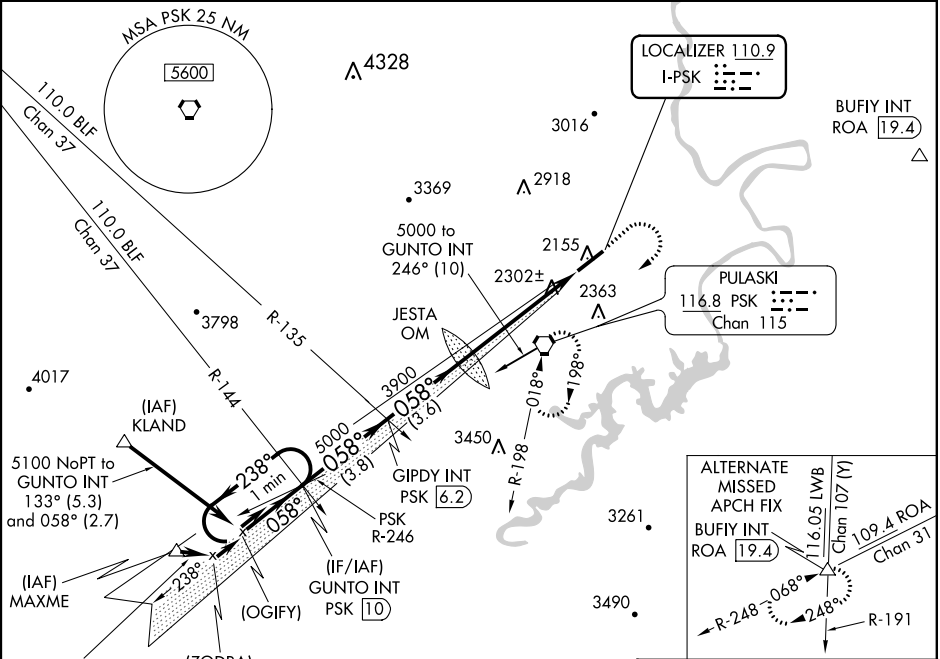 MSA PSK 25 NM
5600
4328
LOCALIZER 110.9
I-PSK
BUFIY INT
ROA 19.4
3016
110.0 BLF
Chan 37
2918
3369
110.0 BLF
Chan 37
5000 to
GUNTO INT
246° (10)
2155
2302±
2363
PULASKI
116.8 PSK
Chan 115
JESTA
OM
3798
R-135
R-144
4017
3900
058°
(3.6)
018°
198°
(IAF)
KLAND
5000
058°
(3.8)
3450
R-198
5100 NoPT to
GUNTO INT
133° (5.3)
and 058° (2.7)
238°
1 min
058°
GIPDY INT
PSK 6.2
PSK
R-246
3261
(IAF)
MAXME
238°
(OGIFY)
(IF/IAF)
GUNTO INT
PSK 10
3490
(ZODBA)
ALTERNATE
MISSED
APCH FIX
BUFIY INT
ROA 19.4
116.05 LWB
Chan 107 (Y)
109.4 ROA
Chan 31
R-248
068°
248°
R-191